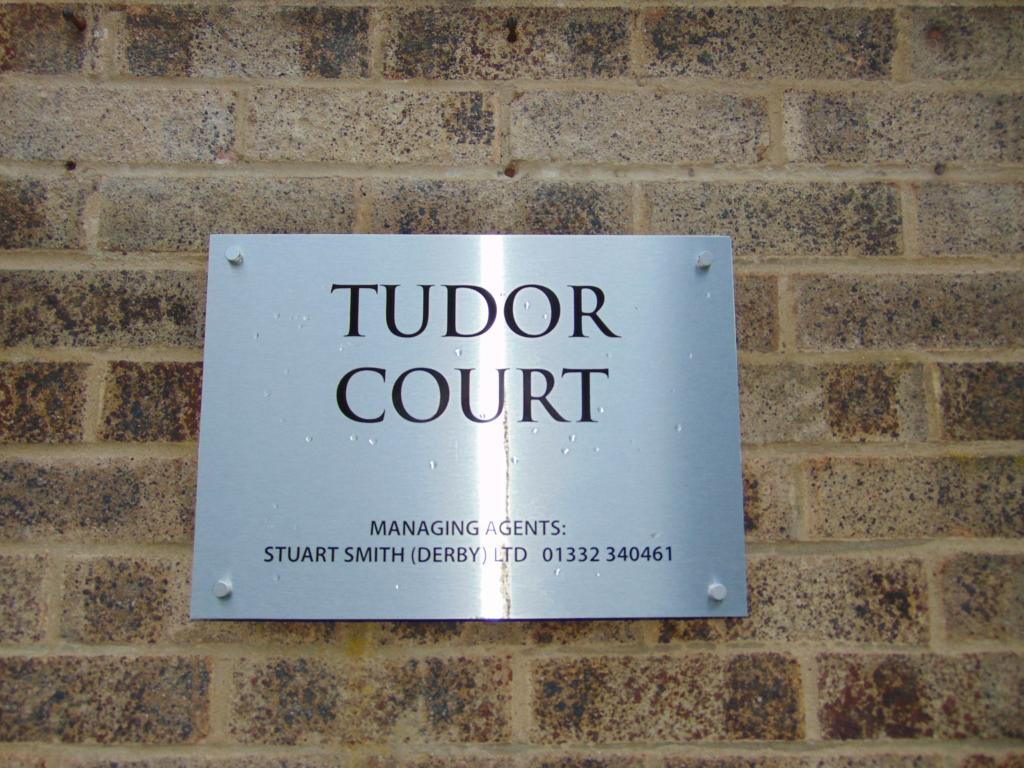 TUDOR
COURT
MANAGING AGENTS:
STUART SMITH (DERBY) LTD 01332 340461